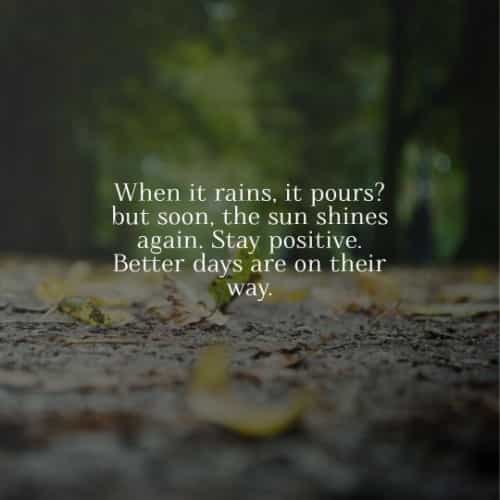 When it rains, it pours?
but soon, the sun shines
again. Stay positive.
Better days are on their
way.